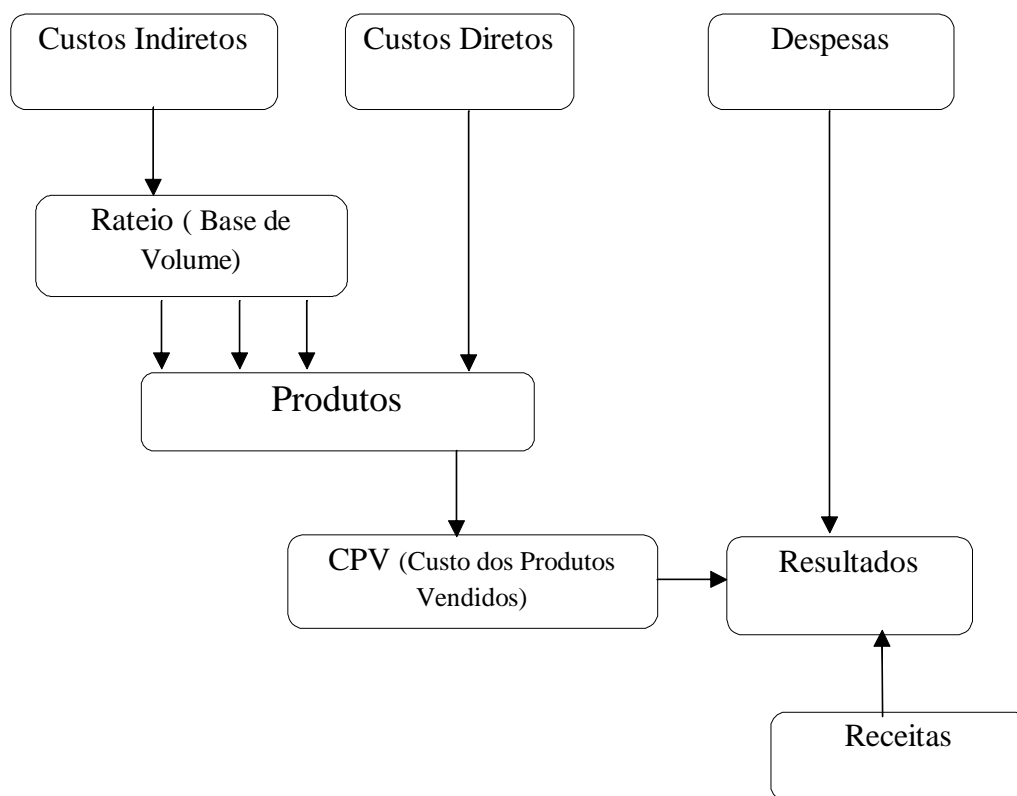 Custos Indiretos
Custos Diretos
Despesas
Rateio ( Base de
Volume)
Produtos
CPV (Custo dos Produtos
Vendidos)
Resultados
Receitas